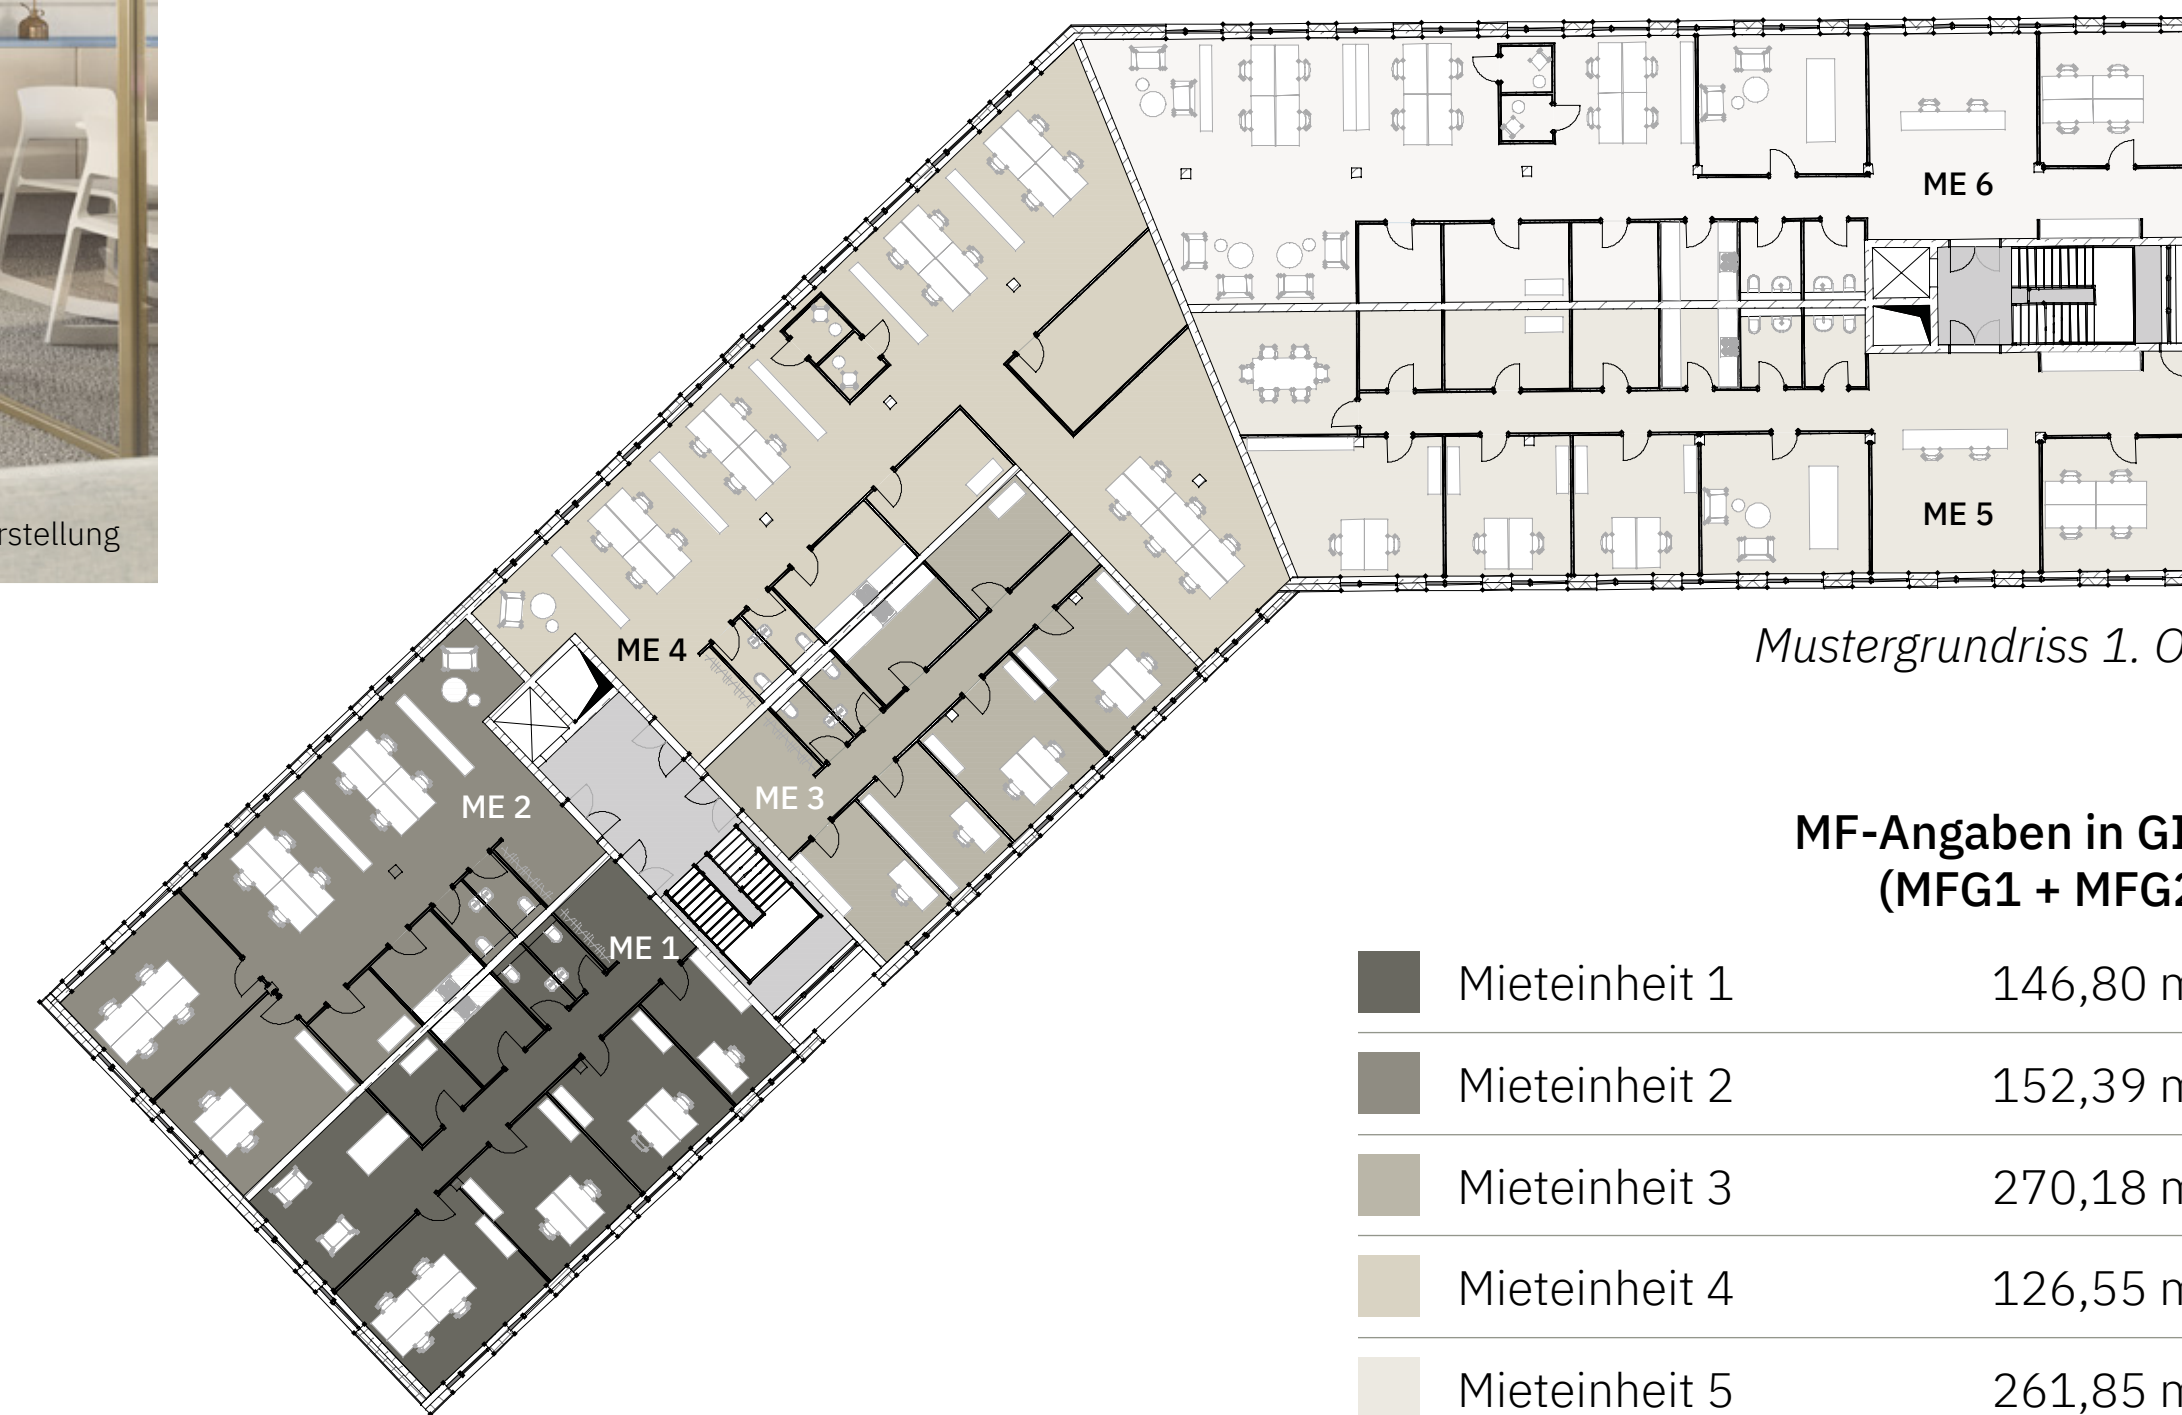 rstellung
ME 6
ME 5
ME 4
ME 3
ME 2
ME 1
Mustergrundriss 1. O
MF-Angaben in GI
(MFG1 + MFG2
Mieteinheit 1 146,80 m
Mieteinheit 2 152,39 m
Mieteinheit 3 270,18 m
Mieteinheit 4 126,55 m
Mieteinheit 5 261,85 m